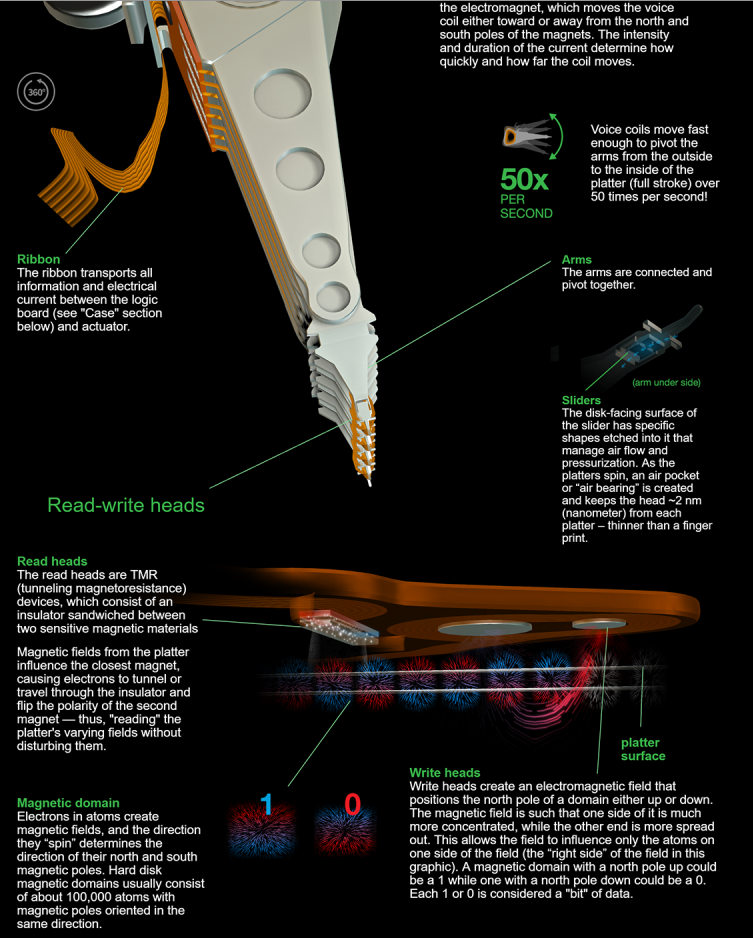 the electromagnet, which moves the voice
coil either toward or away from the north and
south poles of the magnets. The intensity
and duration of the current determine how
quickly and how far the coil moves.
360°
50x
PER
SECOND
Voice coils move fast
enough to pivot the
arms from the outside
to the inside of the
platter (full stroke) over
50 times per second!
Ribbon
The ribbon transports all
information and electrical
current between the logic
board (see "Case" section
below) and actuator.
Arms
The arms are connected and
pivot together.
(arm under side)
Sliders
The disk-facing surface of
the slider has specific
shapes etched into it that
manage air flow and
pressurization. As the
platters spin, an air pocket
or “air bearing” is created
and keeps the head ~2 nm
(nanometer) from each
platter – thinner than a finger
print.
Read-write heads
Read heads
The read heads are TMR
(tunneling magnetoresistance)
devices, which consist of an
insulator sandwiched between
two sensitive magnetic materials
Magnetic fields from the platter
influence the closest magnet,
causing electrons to tunnel or
travel through the insulator and
flip the polarity of the second
magnet — thus, "reading" the
platter's varying fields without
disturbing them.
platter
surface
Magnetic domain
Electrons in atoms create
magnetic fields, and the direction
they “spin” determines the
direction of their north and south
magnetic poles. Hard disk
magnetic domains usually consist
of about 100,000 atoms with
magnetic poles oriented in the
same direction.
1
0
Write heads
Write heads create an electromagnetic field that
positions the north pole of a domain either up or down.
The magnetic field is such that one side of it is much
more concentrated, while the other end is more spread
out. This allows the field to influence only the atoms on
one side of the field (the “right side” of the field in this
graphic). A magnetic domain with a north pole up could
be a 1 while one with a north pole down could be a 0.
Each 1 or 0 is considered a "bit" of data.